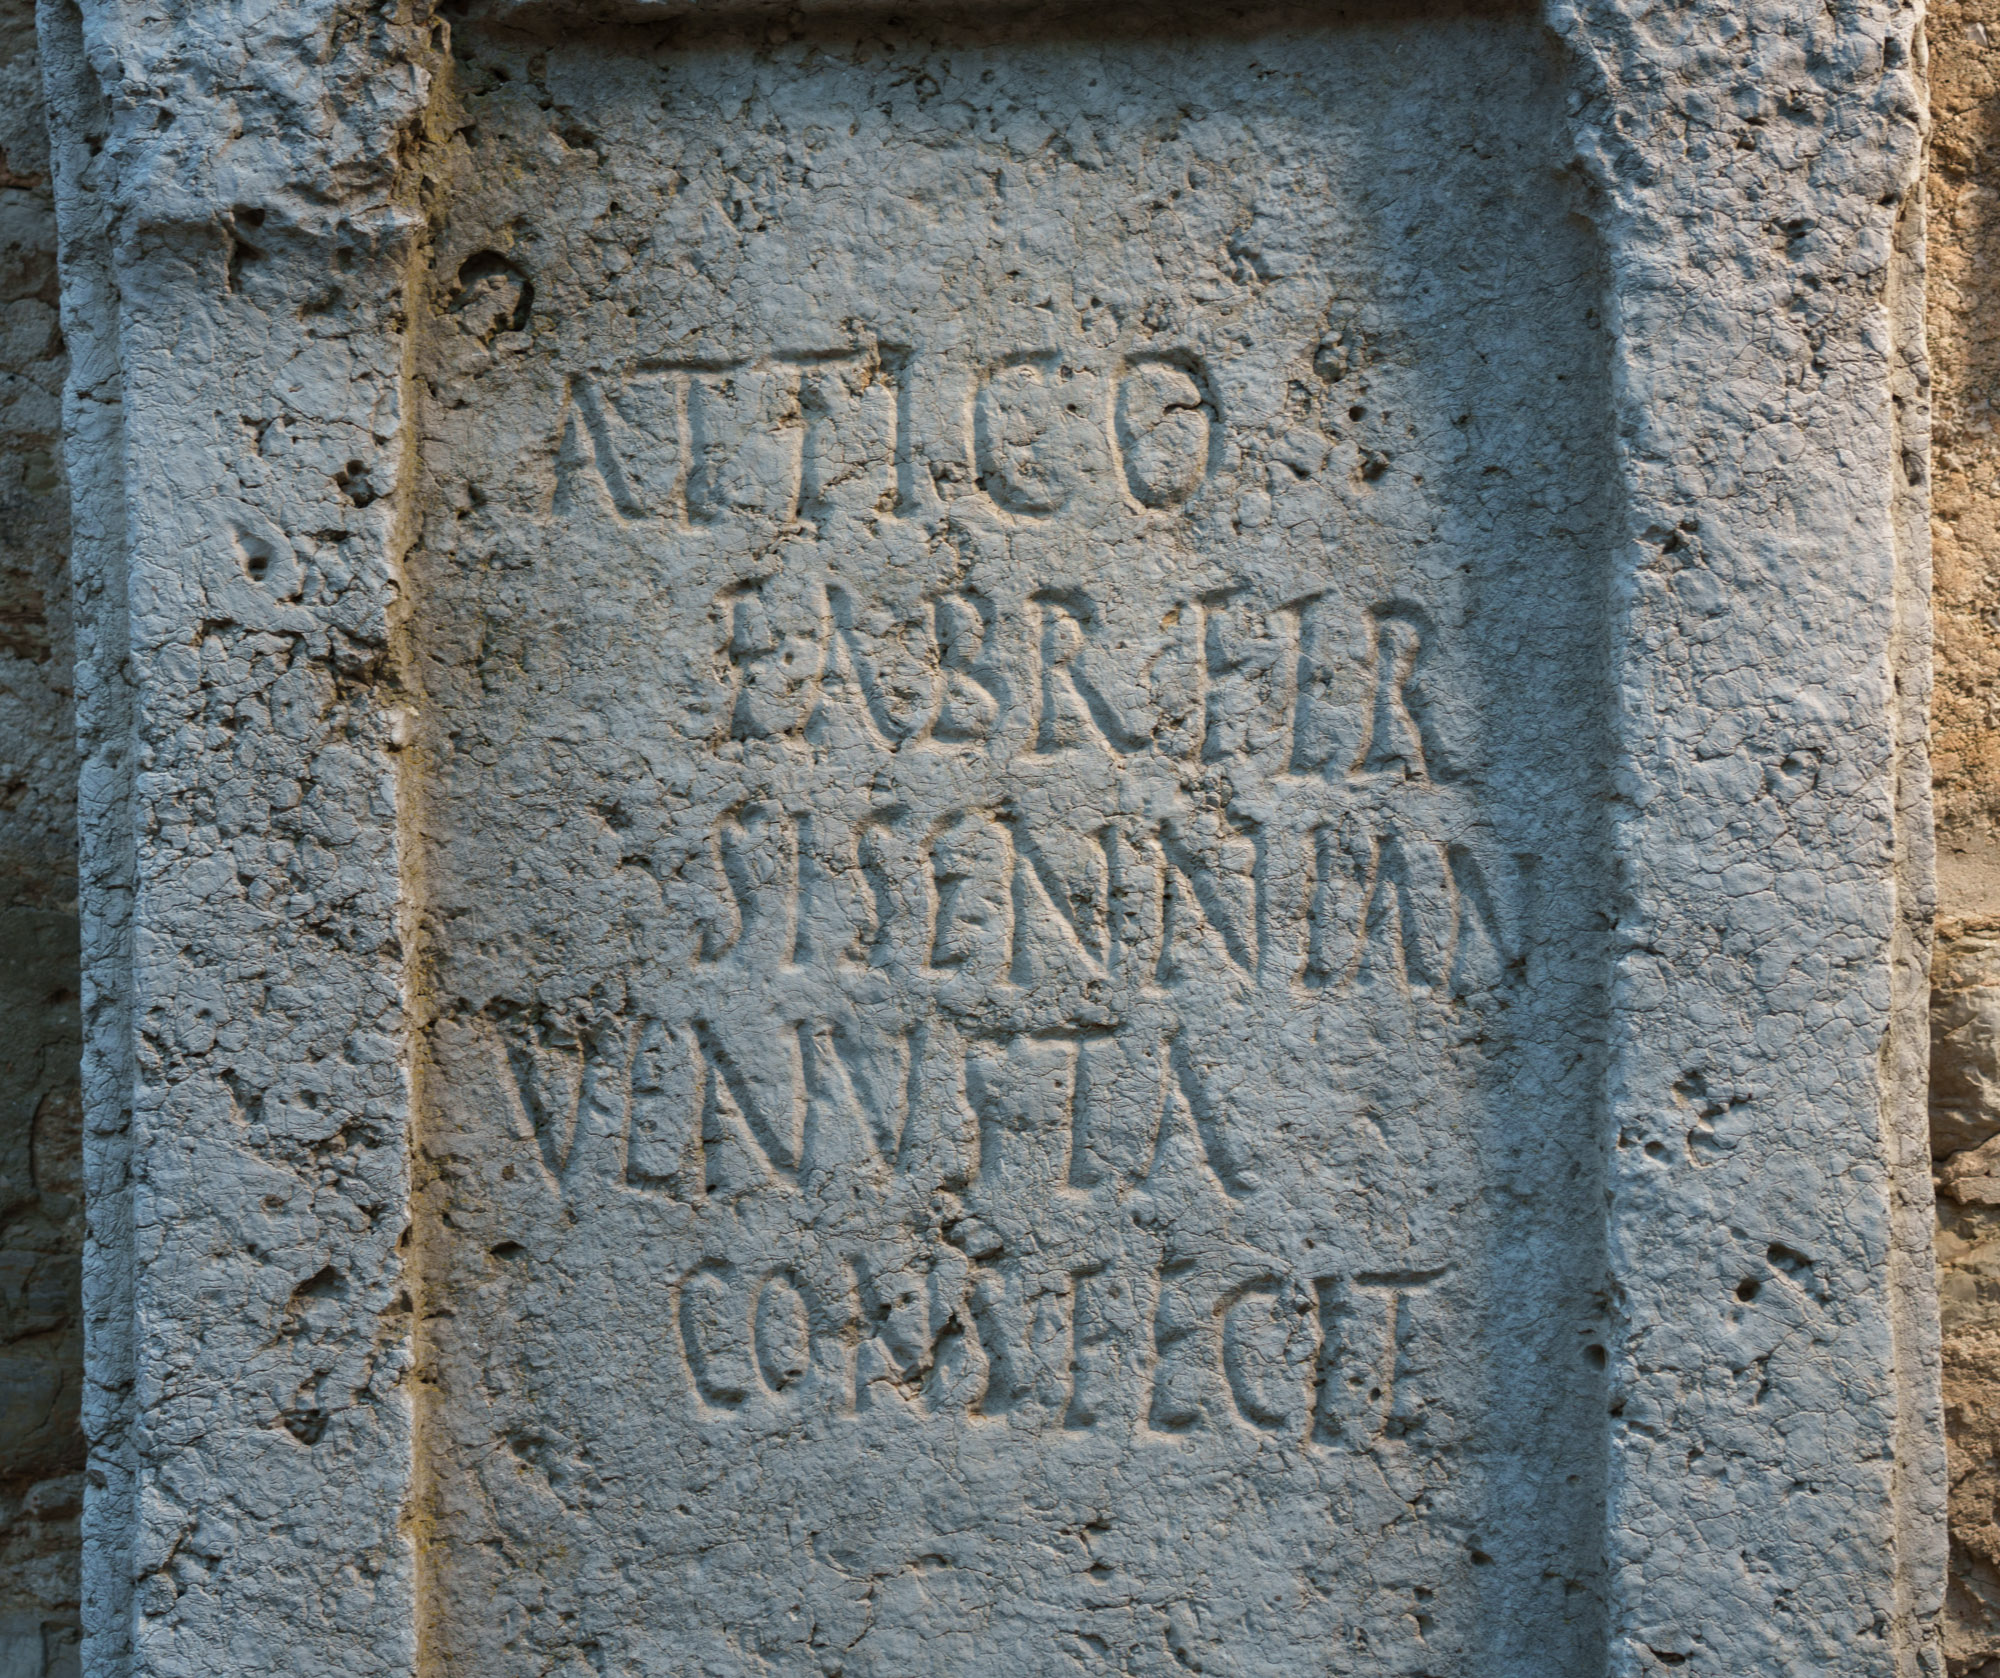 ATTICO
FABR FER
SISENNIAN
VENVSTA
CONS FECIT